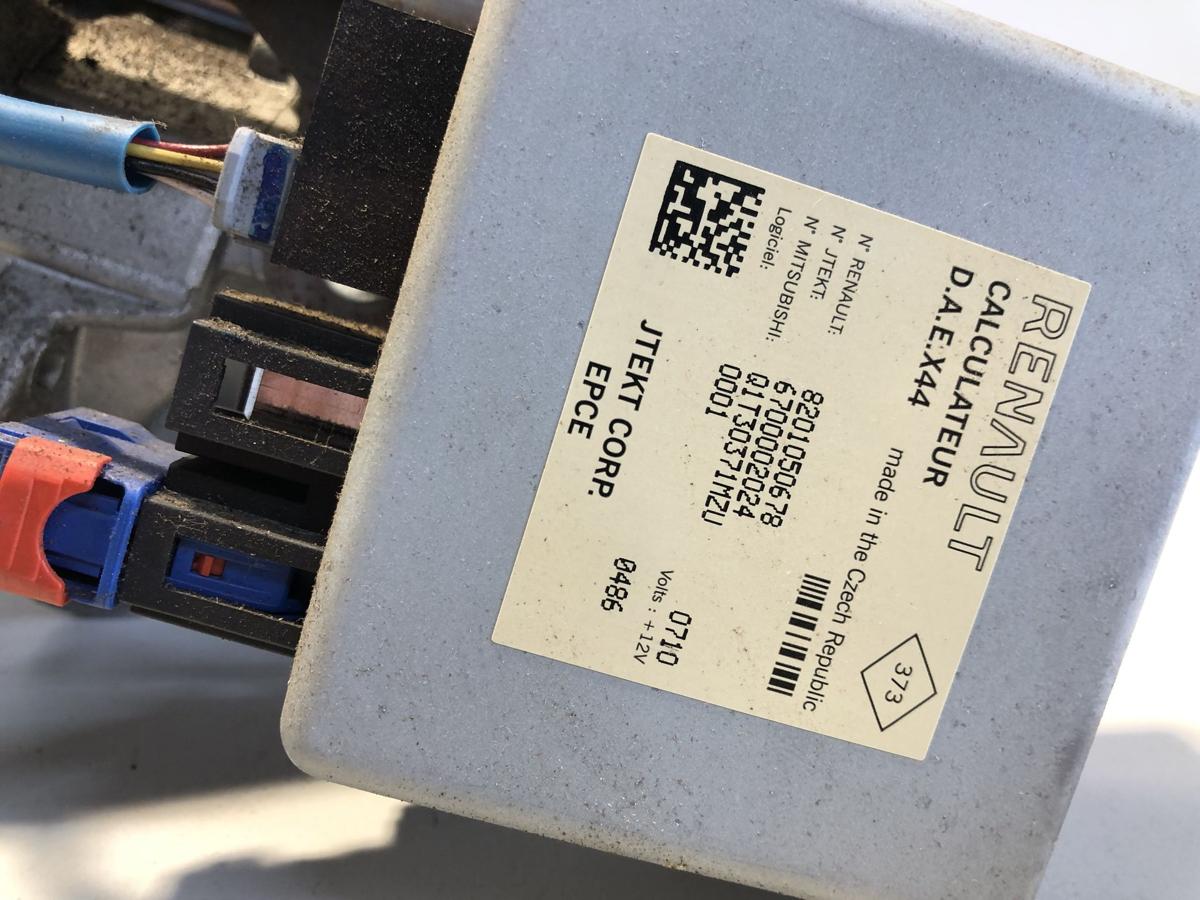 RENAULT
CALCULATEUR
D.A.E.X44
made in the Czech Republic
373
N° RENAULT: 8201050678
N° JTEKT: 6700002024
N° MITSUBISHI: Q1T30371MZU
Logiciel: 0001
0710
Volts : +12V
0486
JTEKT CORP.
EPCE